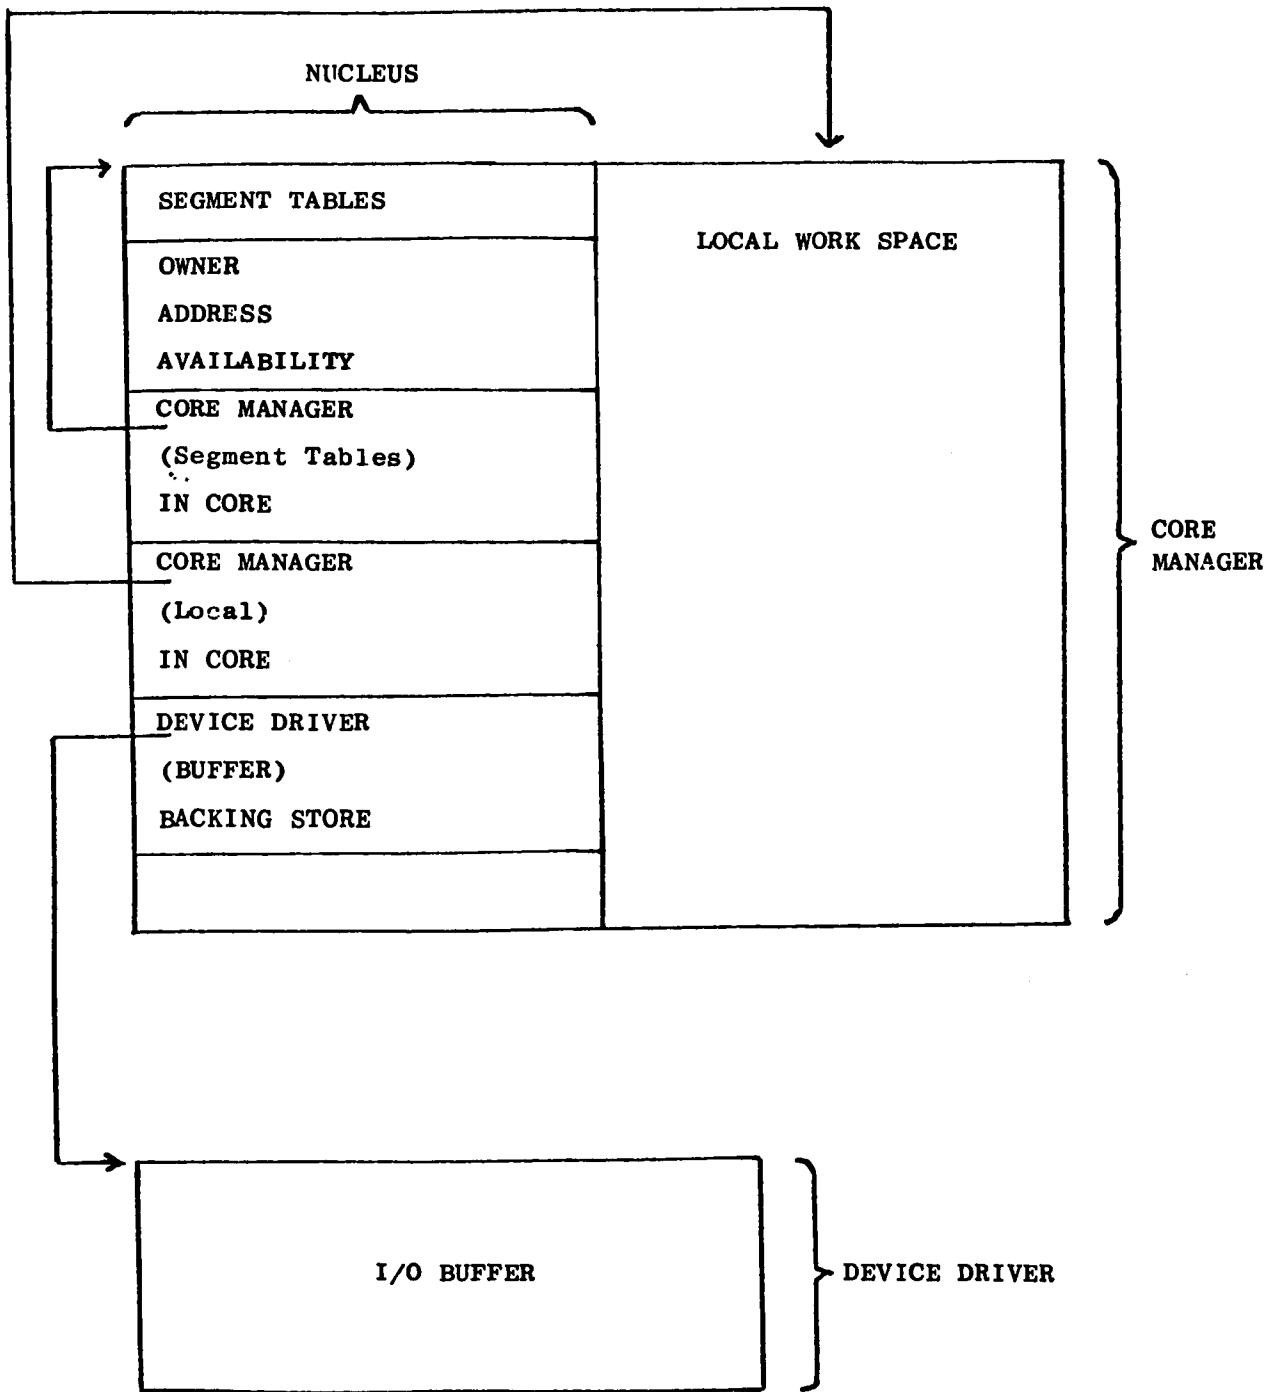 NUCLEUS
SEGMENT TABLES
OWNER
ADDRESS
AVAILABILITY
CORE MANAGER
(Segment Tables)
IN CORE
CORE MANAGER
(Local)
IN CORE
DEVICE DRIVER
(BUFFER)
BACKING STORE
LOCAL WORK SPACE
CORE
MANAGER
I/O BUFFER
DEVICE DRIVER